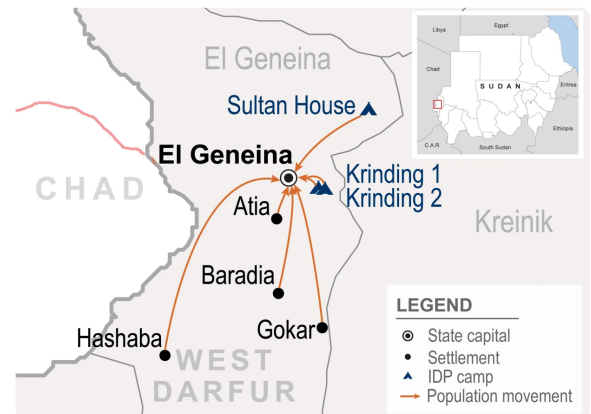 El Geneina
Sultan House
El Geneina
CHAD
Krinding 1
Krinding 2
Atia
Kreinik
Baradia
Gokar
Hashaba
WEST
DARFUR
Libya
Egypt
Chad
SUDAN
Eritrea
Ethiopia
C.A.R.
South Sudan
LEGEND
State capital
Settlement
IDP camp
Population movement